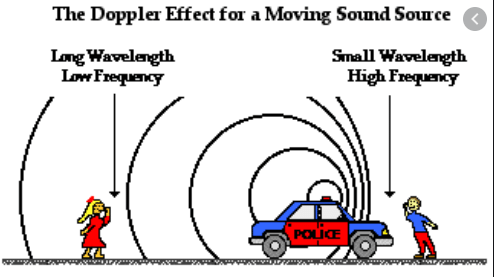 The Doppler Effect for a Moving Sound Source
Long Wavelength
Low Frequency
Small Wavelength
High Frequency
POLICE